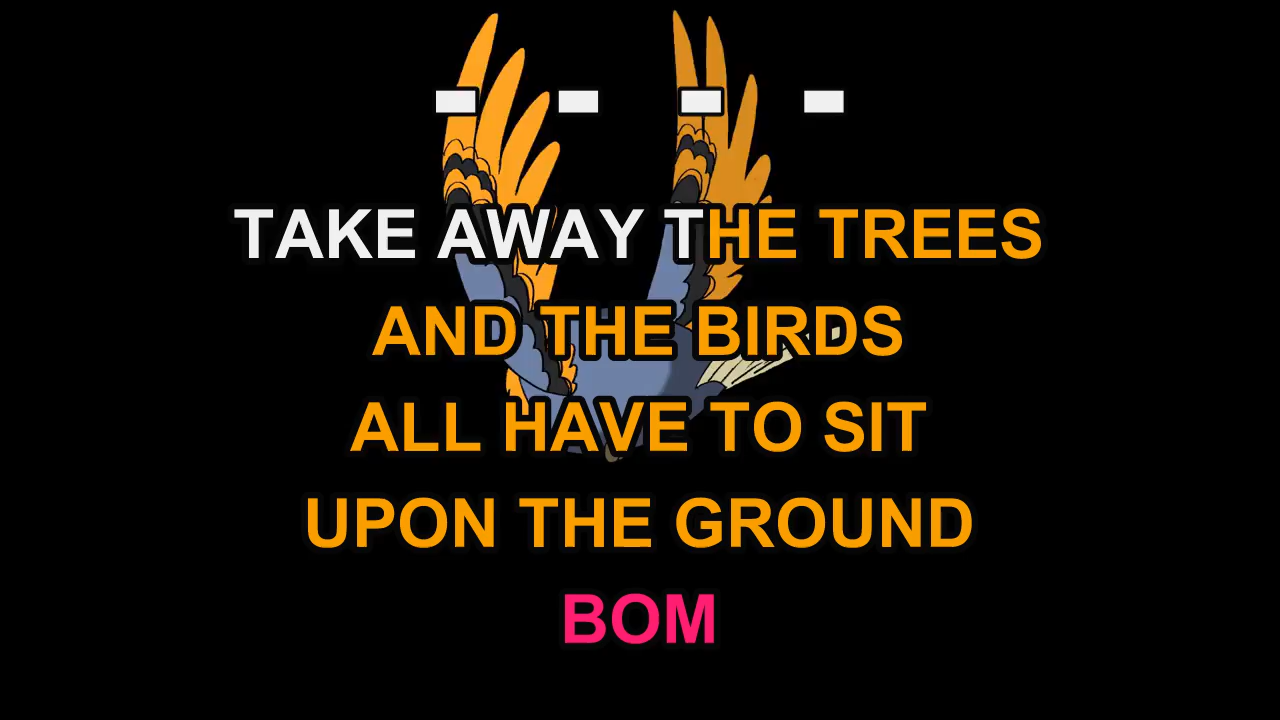 - - - -
TAKE AWAY THE TREES
AND THE BIRDS
ALL HAVE TO SIT
UPON THE GROUND
BOM